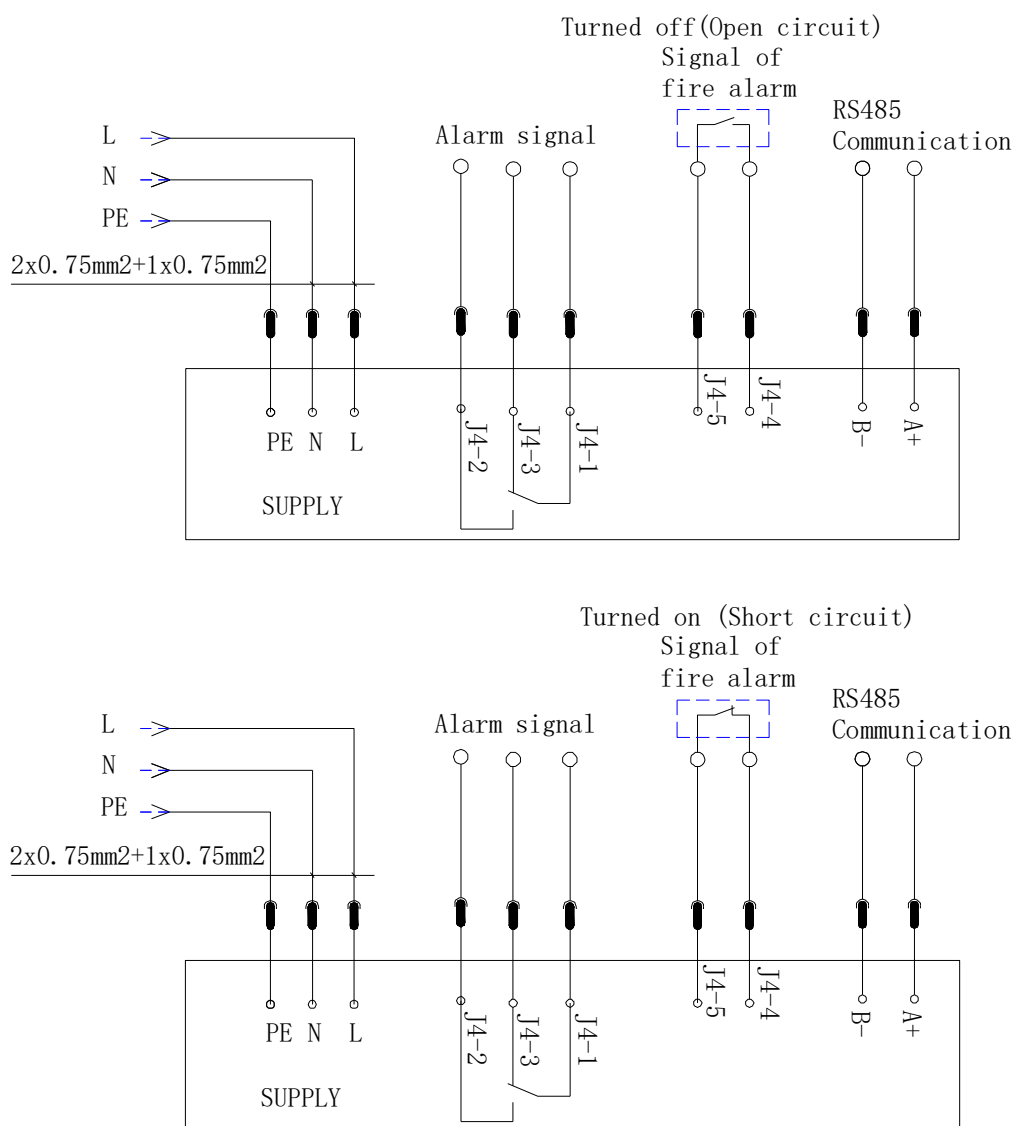 Turned off(Open circuit)
Signal of
fire alarm
RS485
Communication
Alarm signal
L
N
PE
2x0.75mm2+1x0.75mm2
J4-5
J4-4
J4-2
J4-3
J4-1
B-
A+
PE N L
SUPPLY
Turned on (Short circuit)
Signal of
fire alarm
RS485
Communication
Alarm signal
L
N
PE
2x0.75mm2+1x0.75mm2
J4-5
J4-4
J4-2
J4-3
J4-1
B-
A+
PE N L
SUPPLY